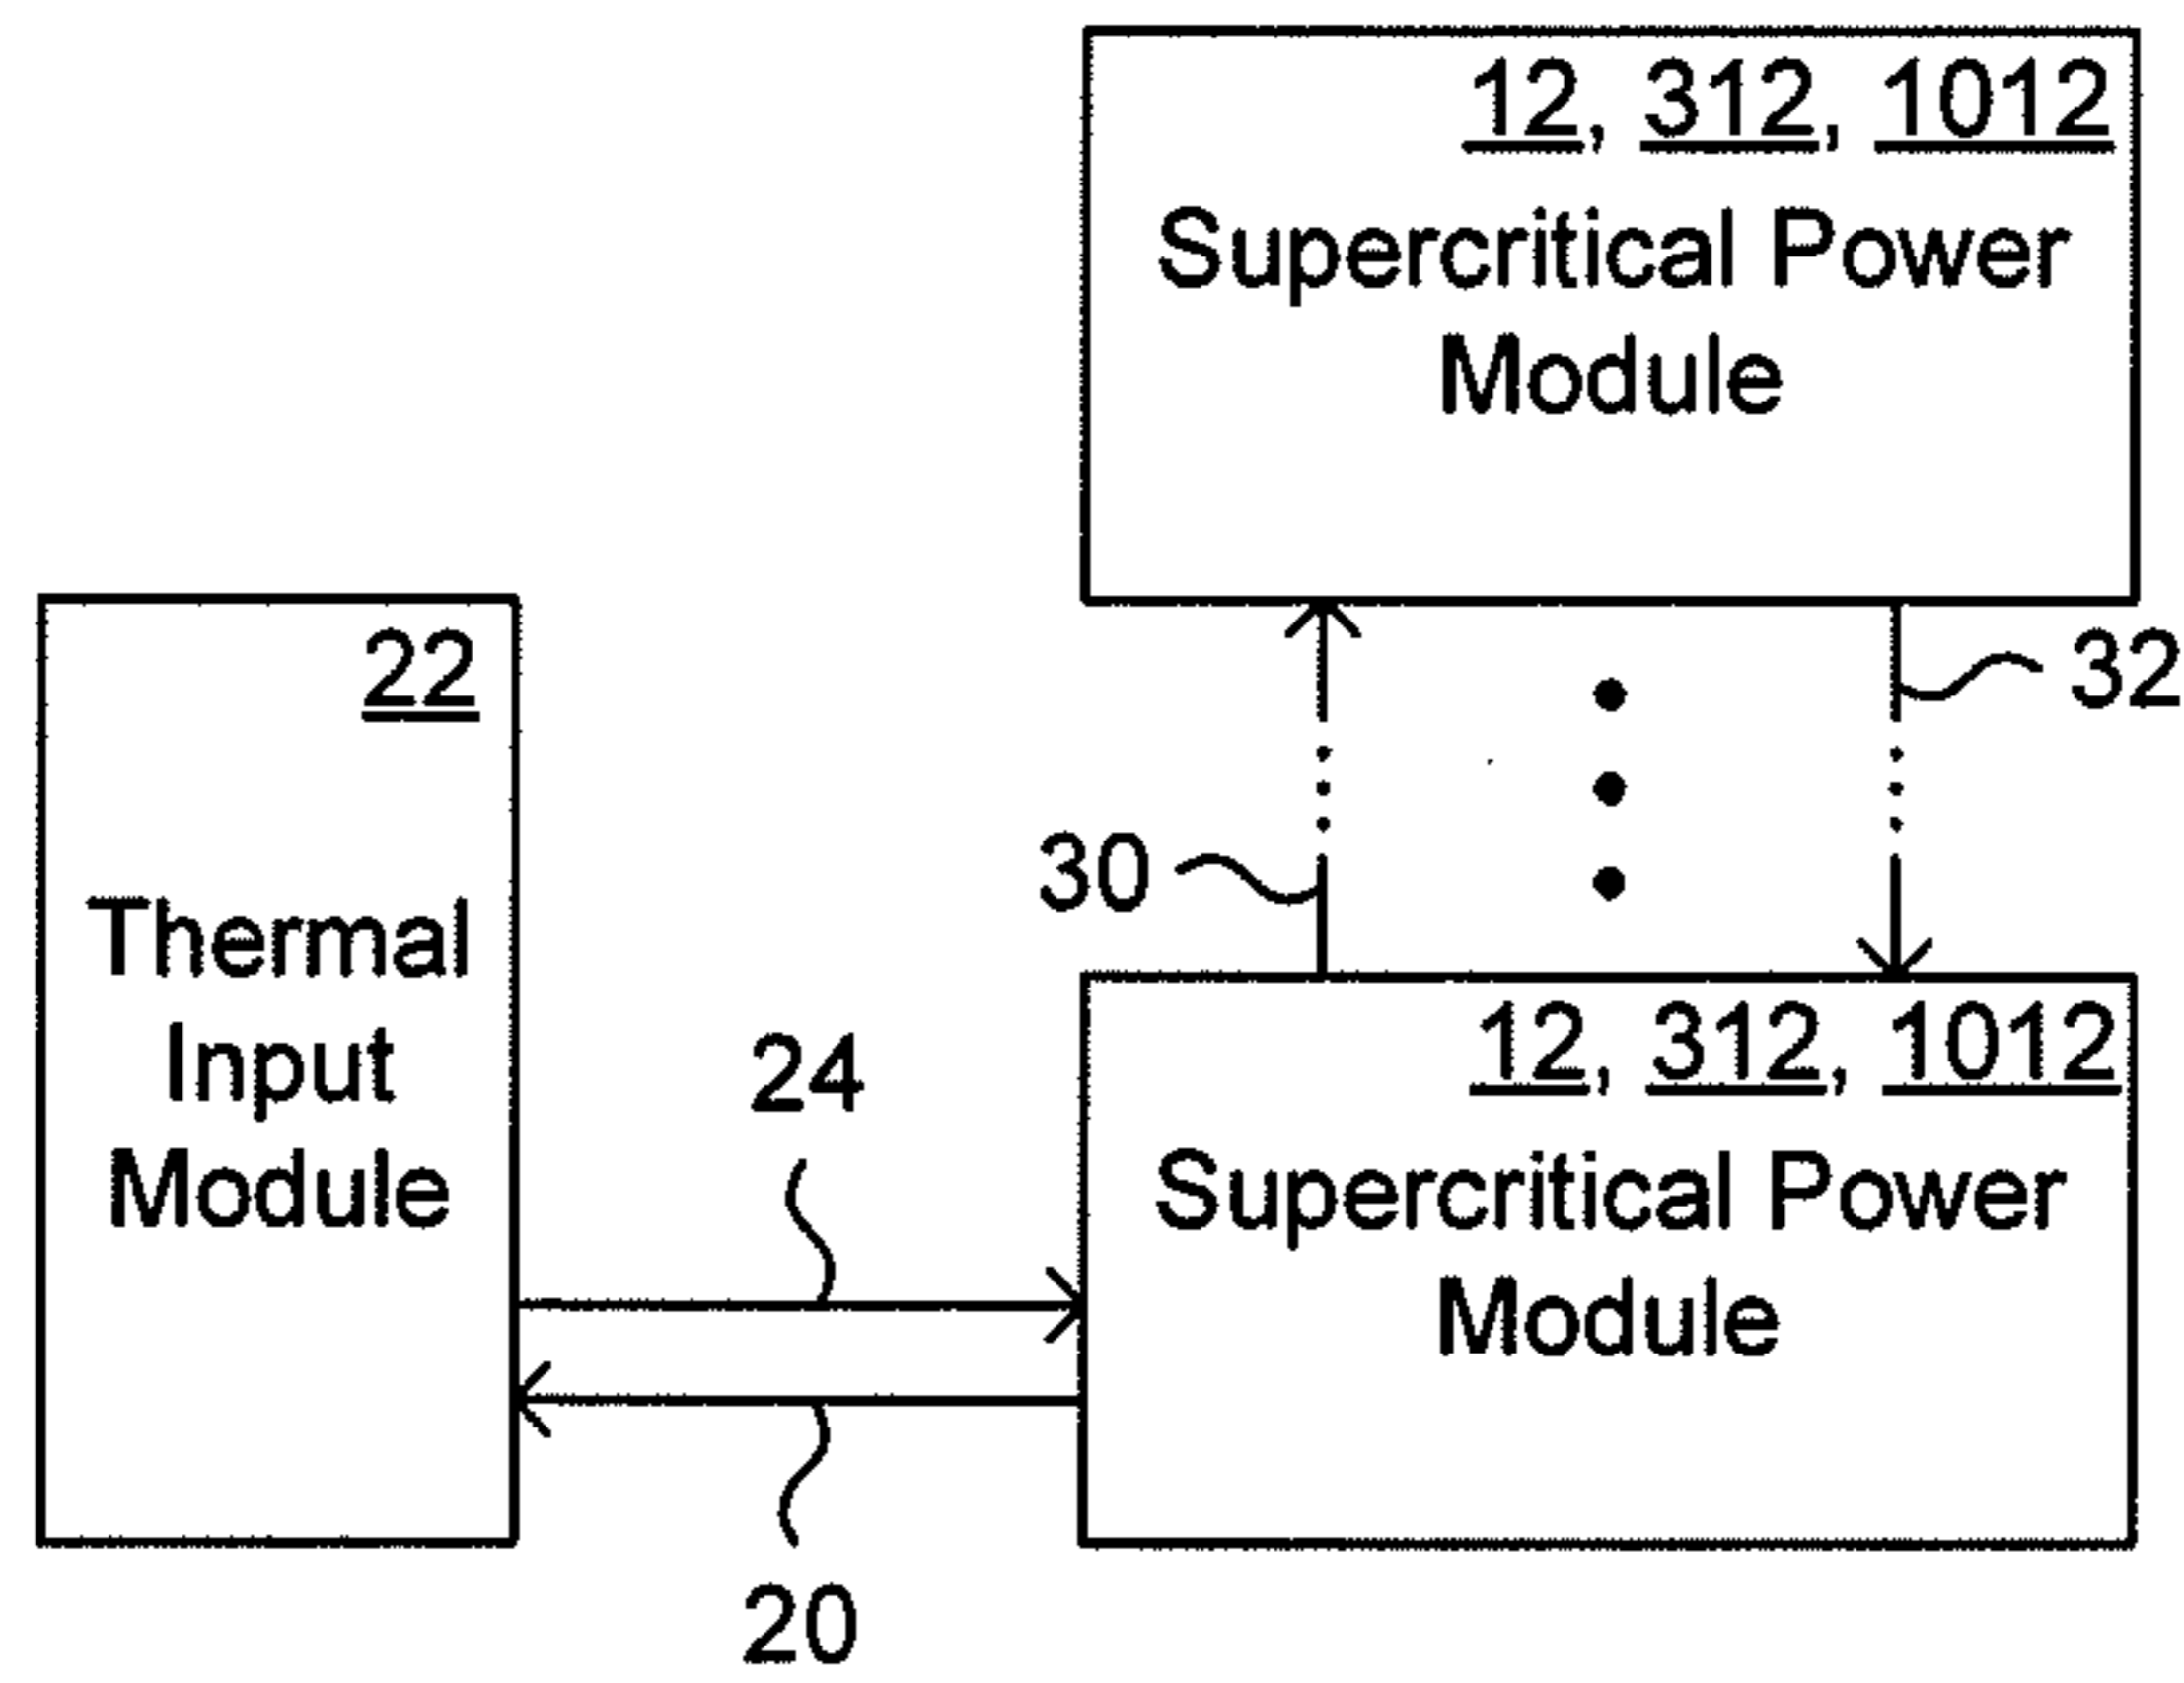 12, 312, 1012
Supercritical Power
Module
22
32
Thermal
Input
Module
30
24
12, 312, 1012
Supercritical Power
Module
20